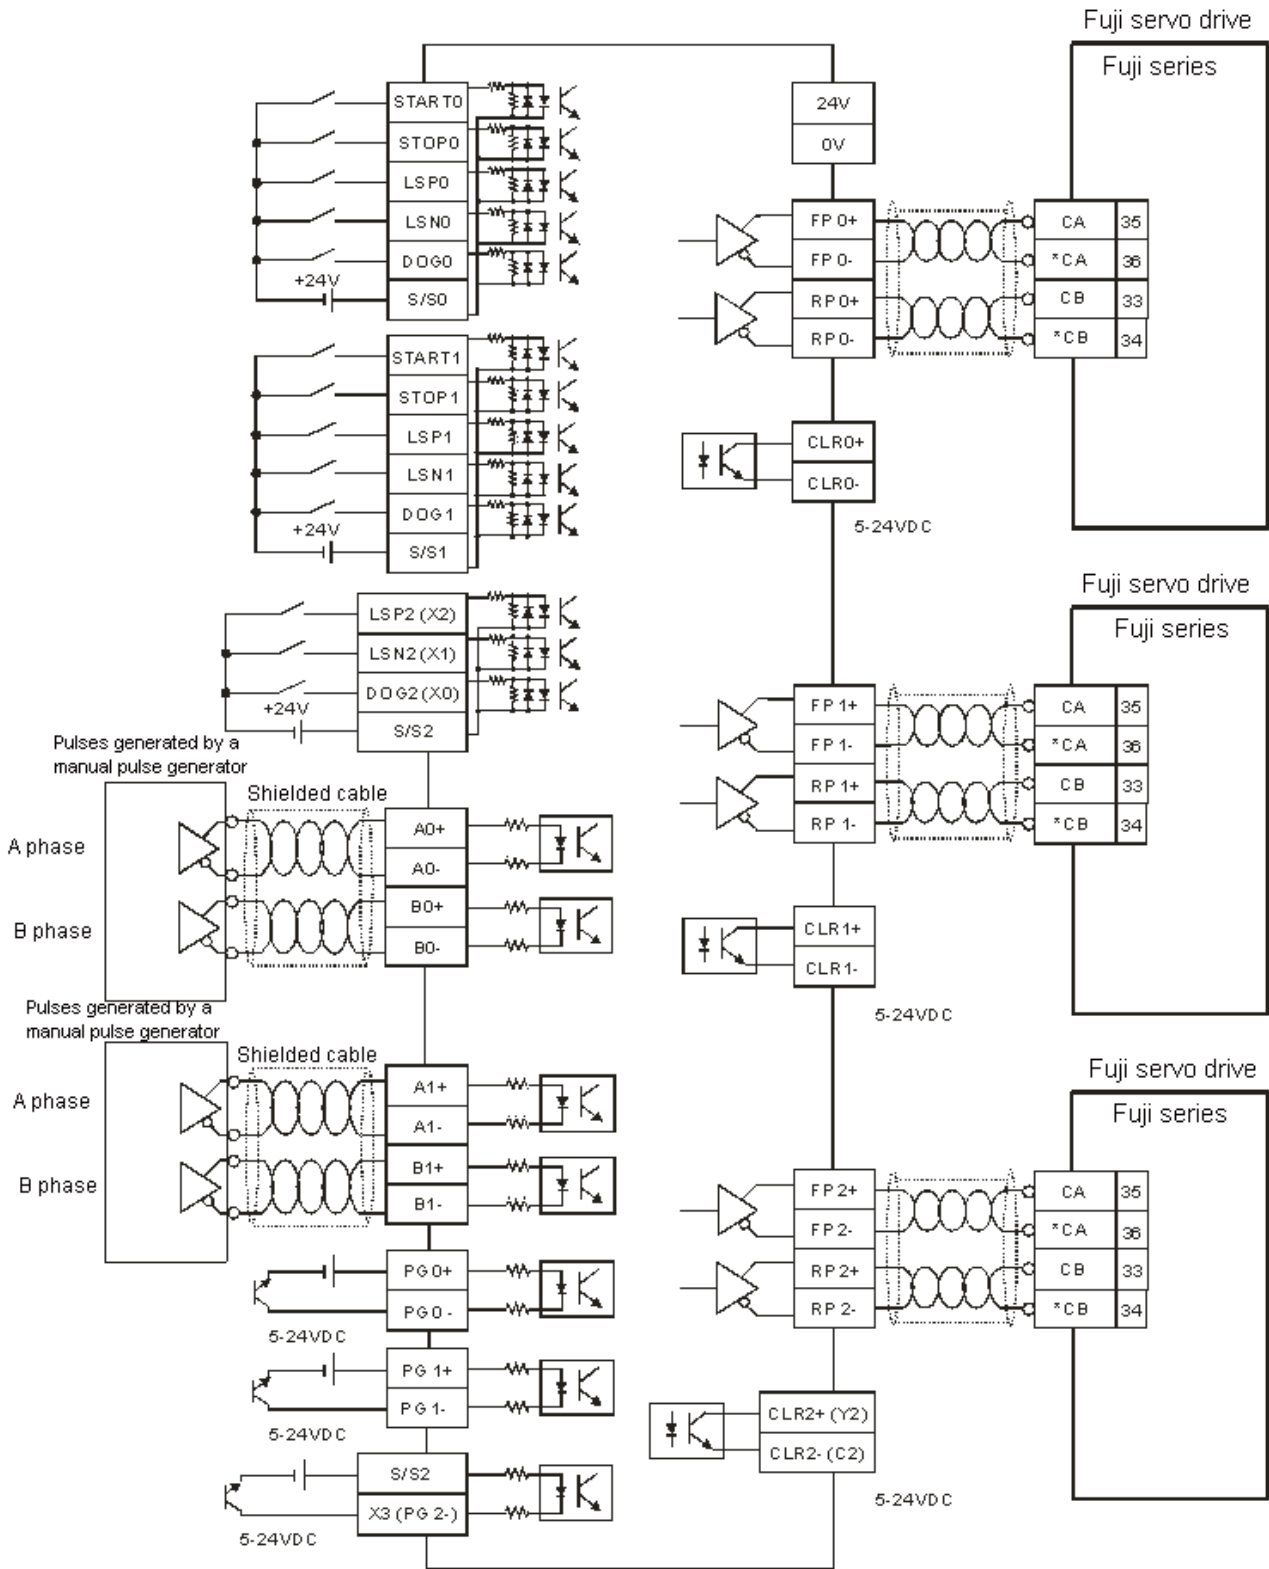 Fuji servo drive
Fuji series
START0
STOP0
LSP0
LSN0
DOG0
+24V
S/S0
START1
STOP1
LSP1
LSN1
DOG1
+24V
S/S1
LSP2 (X2)
LSN2 (X1)
DOG2 (X0)
+24V
S/S2
Pulses generated by a
manual pulse generator
Shielded cable
A phase
B phase
A0+
A0-
B0+
B0-
Pulses generated by a
manual pulse generator
Shielded cable
A phase
B phase
A1+
A1-
B1+
B1-
PG0+
PG0-
5-24VDC
PG1+
PG1-
5-24VDC
S/S2
X3 (PG2-)
5-24VDC
24V
0V
FP0+
FP0-
RP0+
RP0-
CA 35
*CA 36
CB 33
*CB 34
CLR0+
CLR0-
5-24VDC
Fuji servo drive
Fuji series
FP1+
FP1-
RP1+
RP1-
CA 35
*CA 36
CB 33
*CB 34
CLR1+
CLR1-
5-24VDC
Fuji servo drive
Fuji series
FP2+
FP2-
RP2+
RP2-
CA 35
*CA 36
CB 33
*CB 34
CLR2+ (Y2)
CLR2- (C2)
5-24VDC